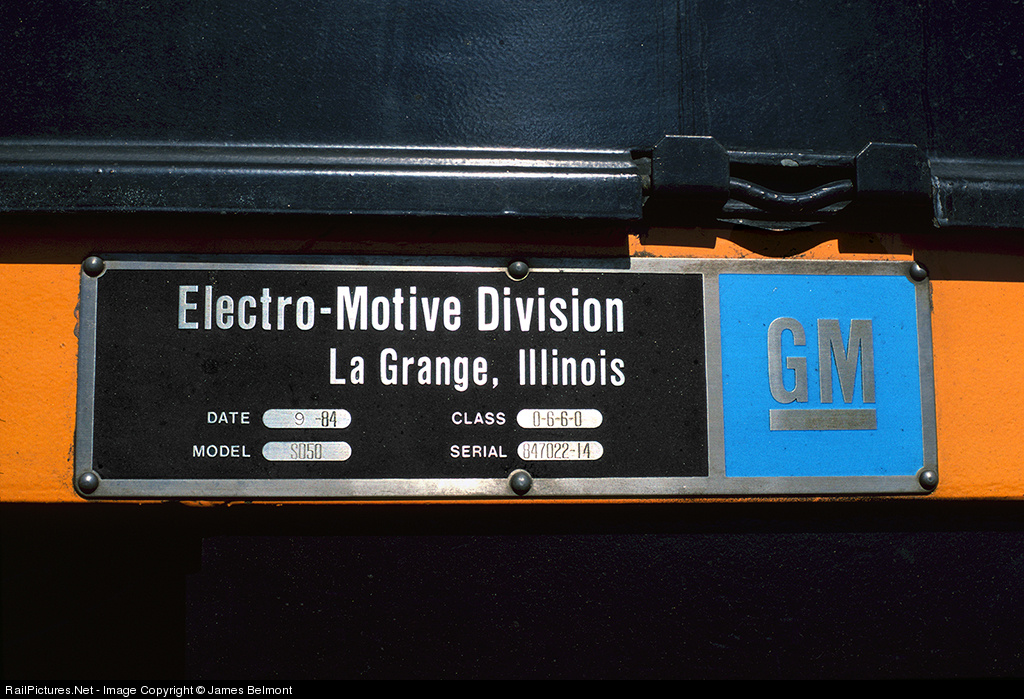 Electro-Motive Division
La Grange, Illinois
GM
DATE 9 -84 CLASS 0-6-6-0
MODEL SD50 SERIAL 847022-14
RailPictures.Net - Image Copyright © James Belmont